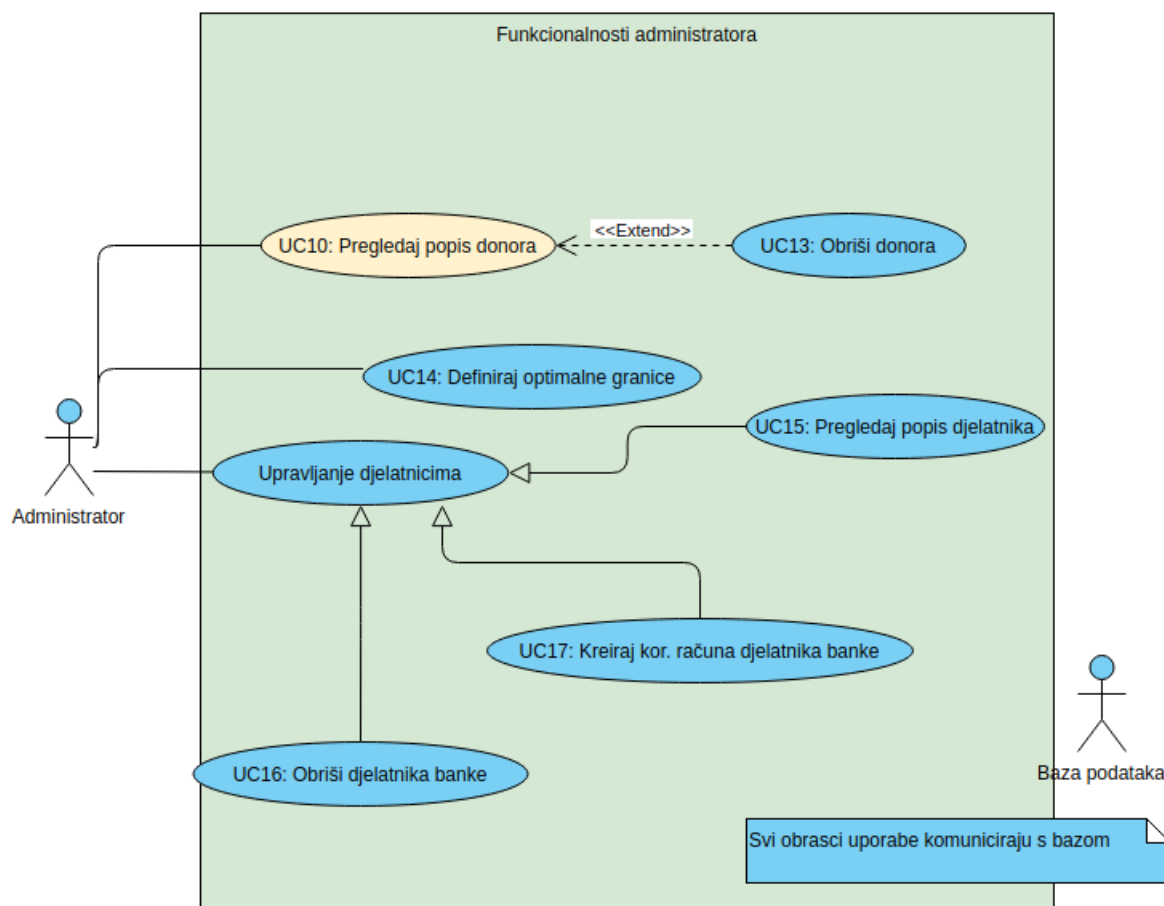 Funkcionalnosti administratora
UC10: Pregledaj popis donora
<<Extend>>
UC13: Obriši donora
UC14: Definiraj optimalne granice
UC15: Pregledaj popis djelatnika
Upravljanje djelatnicima
Administrator
UC17: Kreiraj kor. računa djelatnika banke
UC16: Obriši djelatnika banke
Baza podataka
Svi obrasci uporabe komuniciraju s bazom